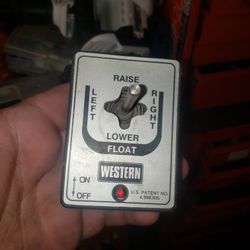 RAISE
LEFT
RIGHT
LOWER
FLOAT
WESTERN
ON
OFF
U.S. PATENT NO.
4,999,935